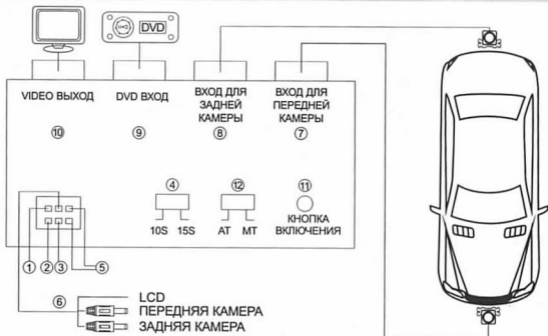 DVD
VIDEO ВЫХОД
⑩
DVD ВХОД
⑨
ВХОД ДЛЯ
ЗАДНЕЙ
КАМЕРЫ
⑧
ВХОД ДЛЯ
ПЕРЕДНЕЙ
КАМЕРЫ
⑦
④
10S 15S
⑫
AT MT
⑪
КНОПКА
ВКЛЮЧЕНИЯ
① ② ③ ⑤
⑥
LCD
ПЕРЕДНЯЯ КАМЕРА
ЗАДНЯЯ КАМЕРА